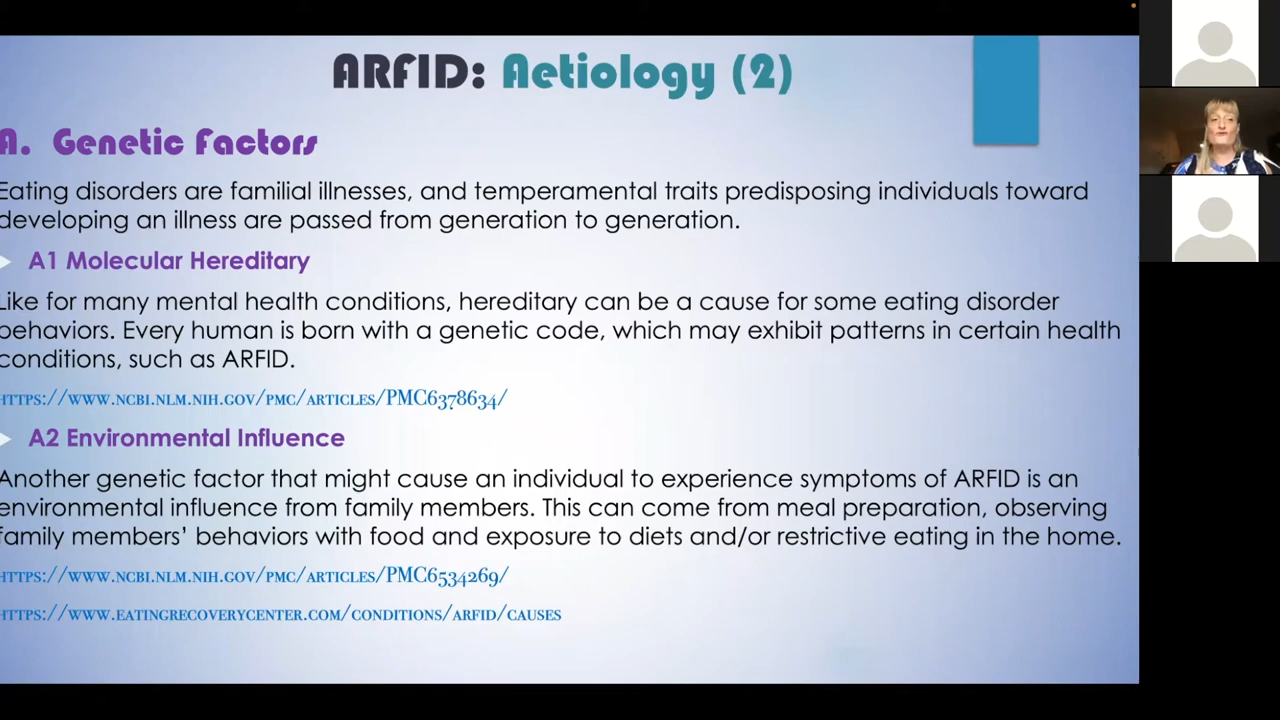 ARFID: Aetiology (2)
A. Genetic Factors
Eating disorders are familial illnesses, and temperamental traits predisposing individuals toward
developing an illness are passed from generation to generation.
A1 Molecular Hereditary
Like for many mental health conditions, hereditary can be a cause for some eating disorder
behaviors. Every human is born with a genetic code, which may exhibit patterns in certain health
conditions, such as ARFID.
HTTPS://WWW.NCBI.NLM.NIH.GOV/PMC/ARTICLES/PMC6378634/
A2 Environmental Influence
Another genetic factor that might cause an individual to experience symptoms of ARFID is an
environmental influence from family members. This can come from meal preparation, observing
family members’ behaviors with food and exposure to diets and/or restrictive eating in the home.
HTTPS://WWW.NCBI.NLM.NIH.GOV/PMC/ARTICLES/PMC6534269/
HTTPS://WWW.EATINGRECOVERYCENTER.COM/CONDITIONS/ARFID/CAUSES